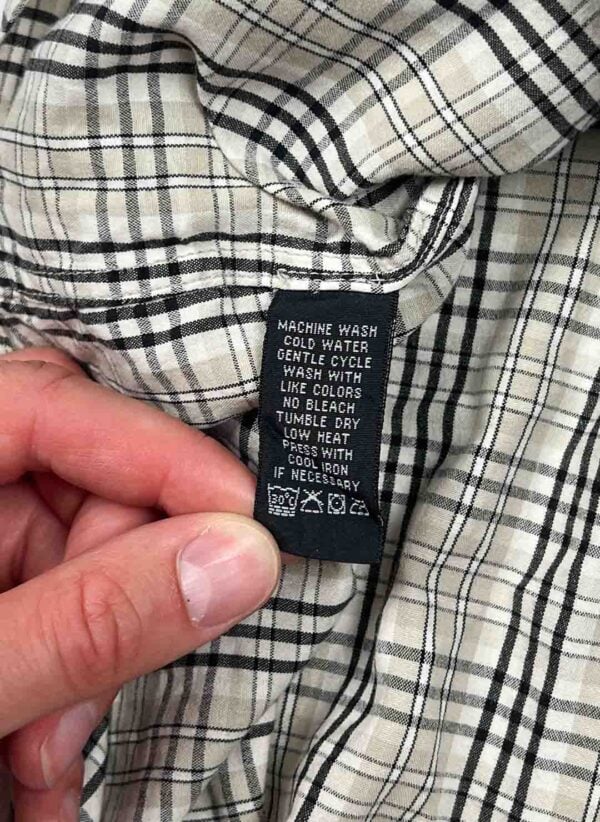 MACHINE WASH
COLD WATER
GENTLE CYCLE
WASH WITH
LIKE COLORS
NO BLEACH
TUMBLE DRY
LOW HEAT
PRESS WITH
COOL IRON
IF NECESSARY
30°C